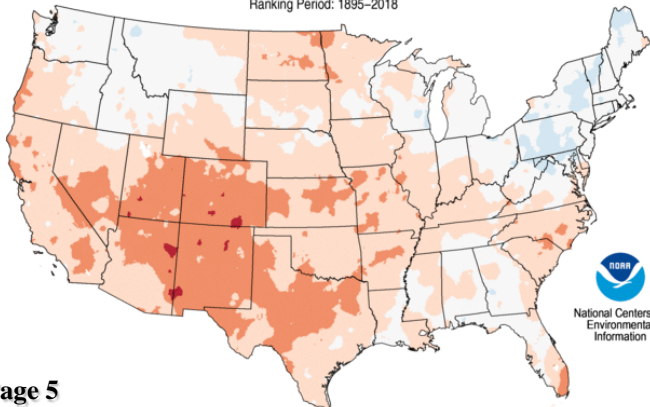 Ranking Period: 1895–2018
NOAA
National Centers
Environmental
Information
age 5